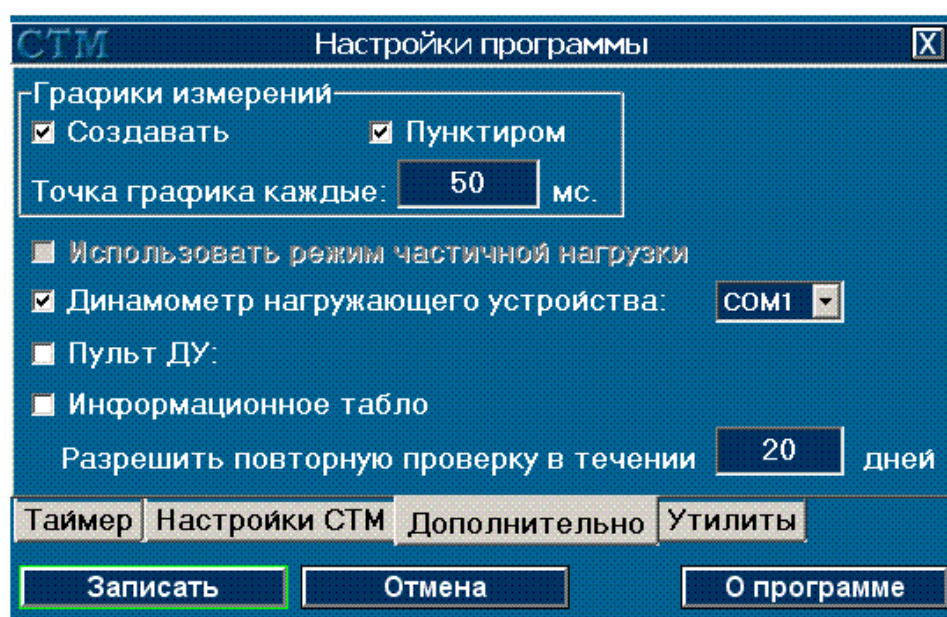 СТМ Настройки программы X
Графики измерений
Создавать Пунктиром
Точка графика каждые: 50 мс.
Использовать режим частичной нагрузки
Динамометр нагружающего устройства: COM1
Пульт ДУ:
Информационное табло
Разрешить повторную проверку в течении 20 дней
Таймер Настройки СТМ Дополнительно Утилиты
Записать Отмена О программе